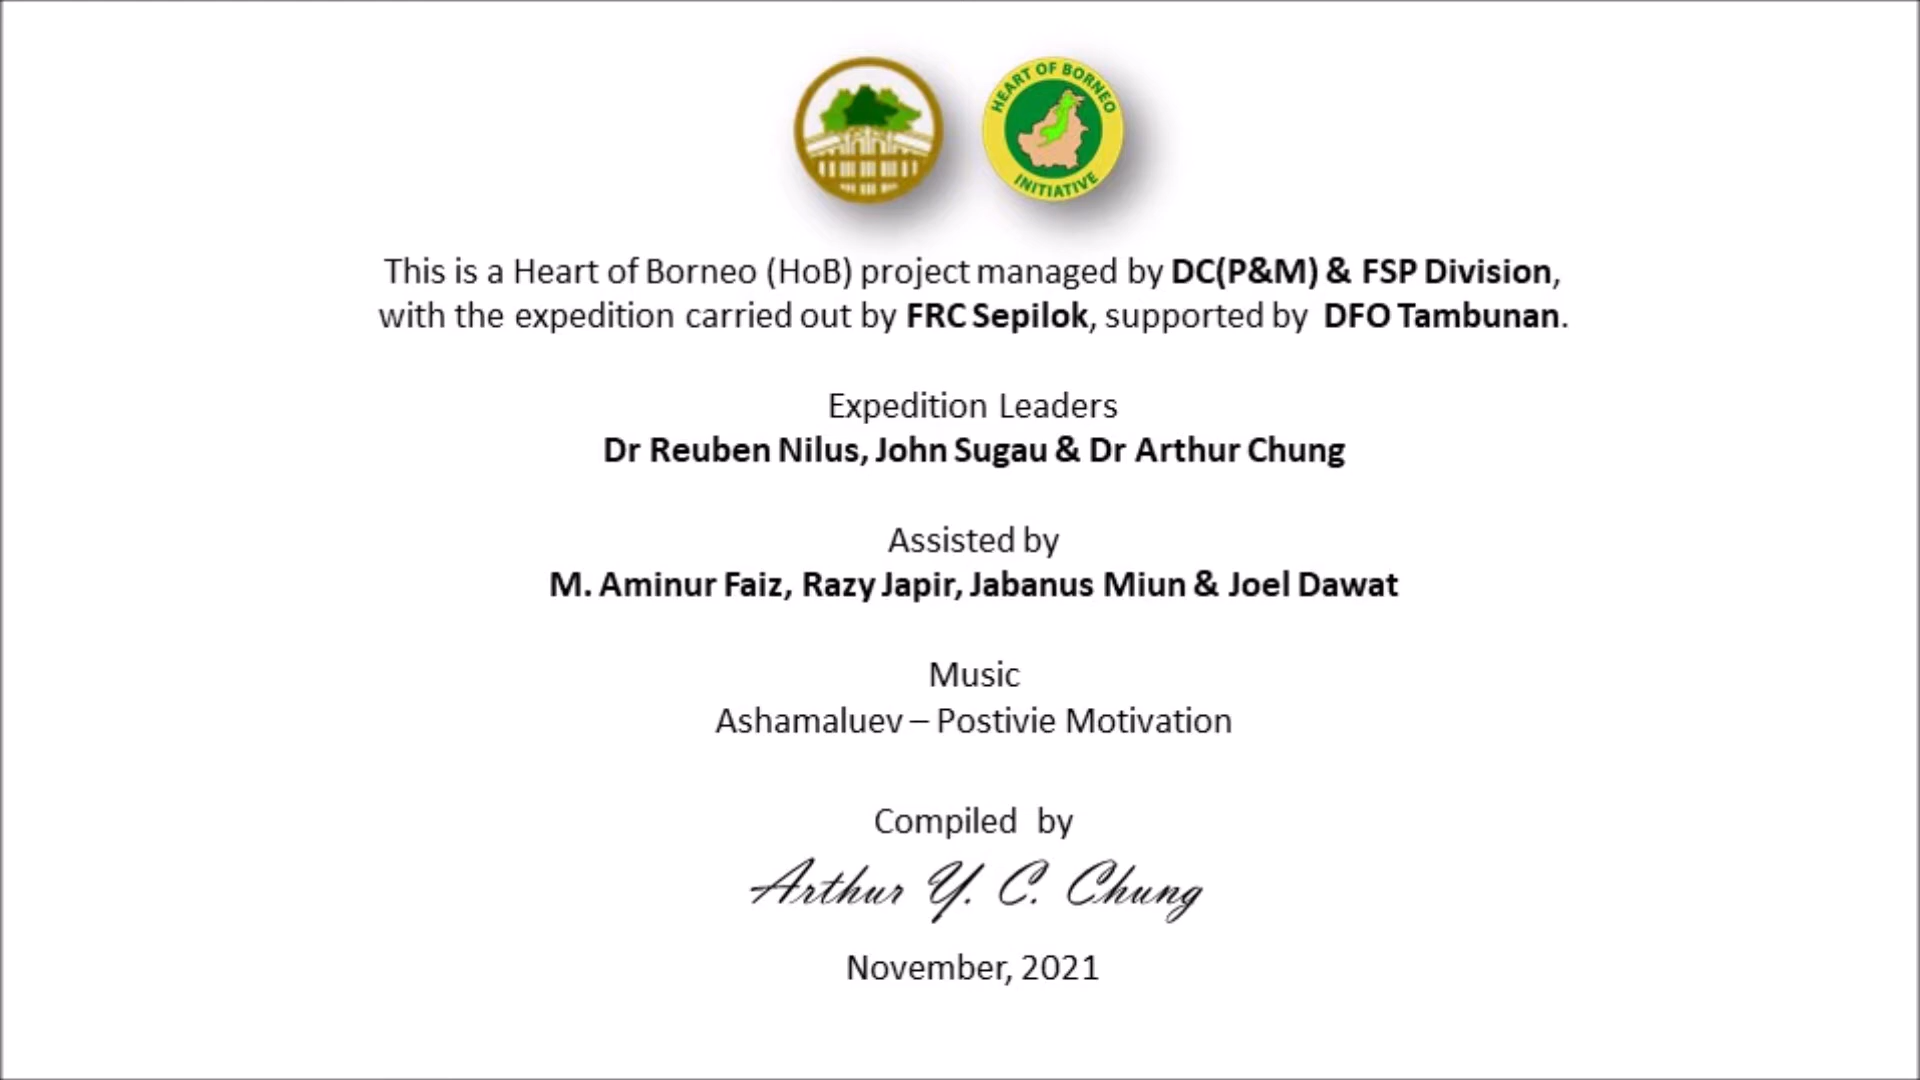 HEART OF BORNEO
INITIATIVE
This is a Heart of Borneo (HoB) project managed by DC(P&M) & FSP Division,
with the expedition carried out by FRC Sepilok, supported by DFO Tambunan.
Expedition Leaders
Dr Reuben Nilus, John Sugau & Dr Arthur Chung
Assisted by
M. Aminur Faiz, Razy Japir, Jabanus Miun & Joel Dawat
Music
Ashamaluev – Postivie Motivation
Compiled by
Arthur Y. C. Chung
November, 2021